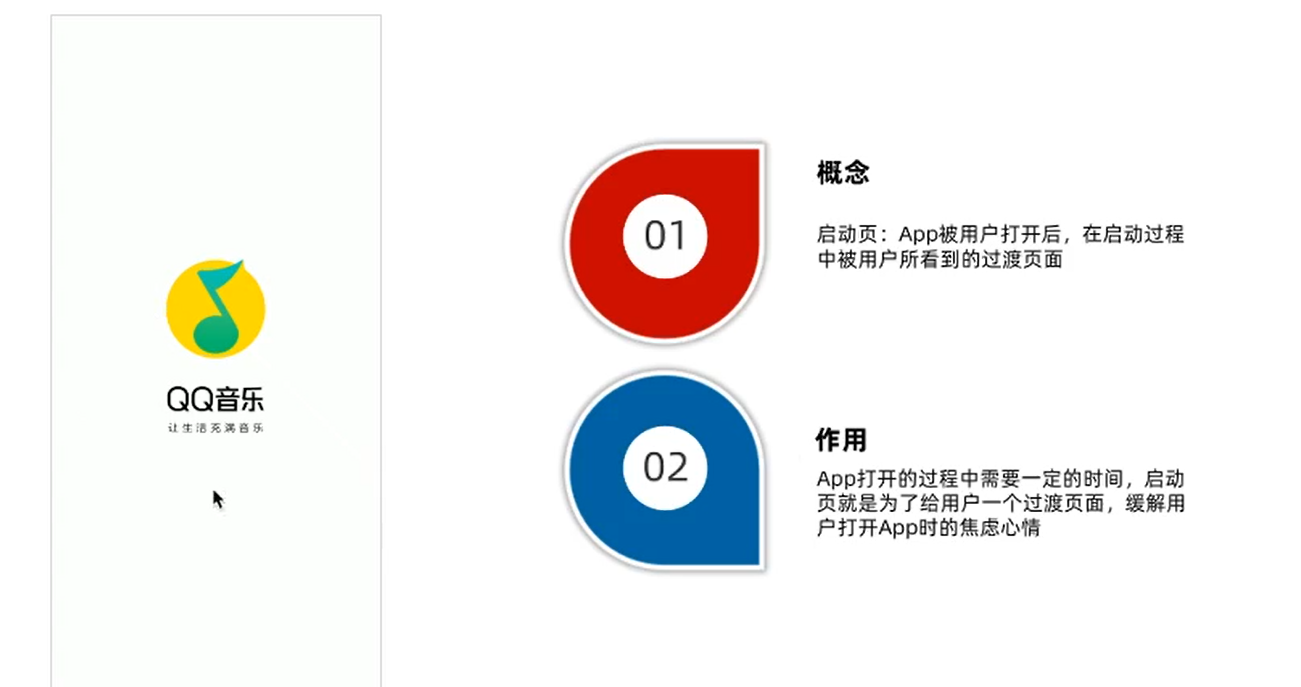 QQ音乐
让生活充满音乐
01
概念
启动页：App被用户打开后，在启动过程
中被用户所看到的过渡页面
02
作用
App打开的过程中需要一定的时间，启动
页就是为了给用户一个过渡页面，缓解用
户打开App时的焦虑心情